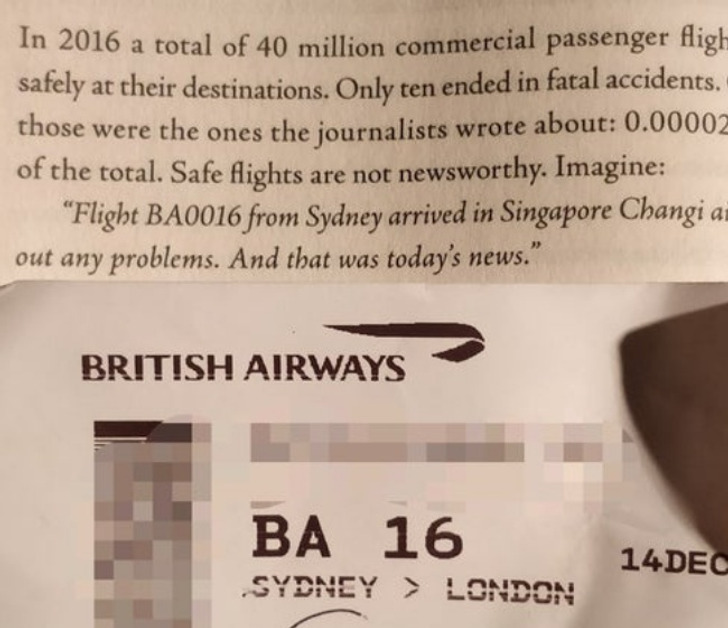 In 2016 a total of 40 million commercial passenger
safely at their destinations. Only ten ended in fatal accidents.
those were the ones the journalists wrote about: 0.00002
of the total. Safe flights are not newsworthy. Imagine:
“Flight BA0016 from Sydney arrived in Singapore Changi
out any problems. And that was today’s news.”
BRITISH AIRWAYS
BA 16
14DEC
SYDNEY > LONDON